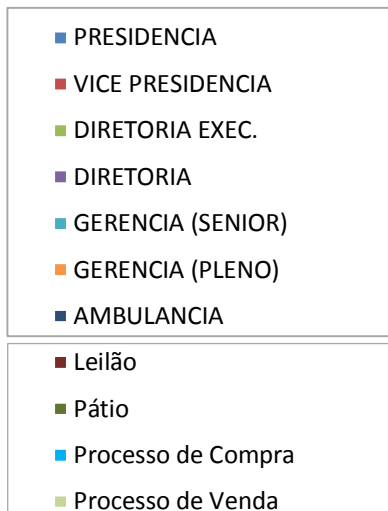 PRESIDENCIA
VICE PRESIDENCIA
DIRETORIA EXEC.
DIRETORIA
GERENCIA (SENIOR)
GERENCIA (PLENO)
AMBULANCIA
Leilão
Pátio
Processo de Compra
Processo de Venda